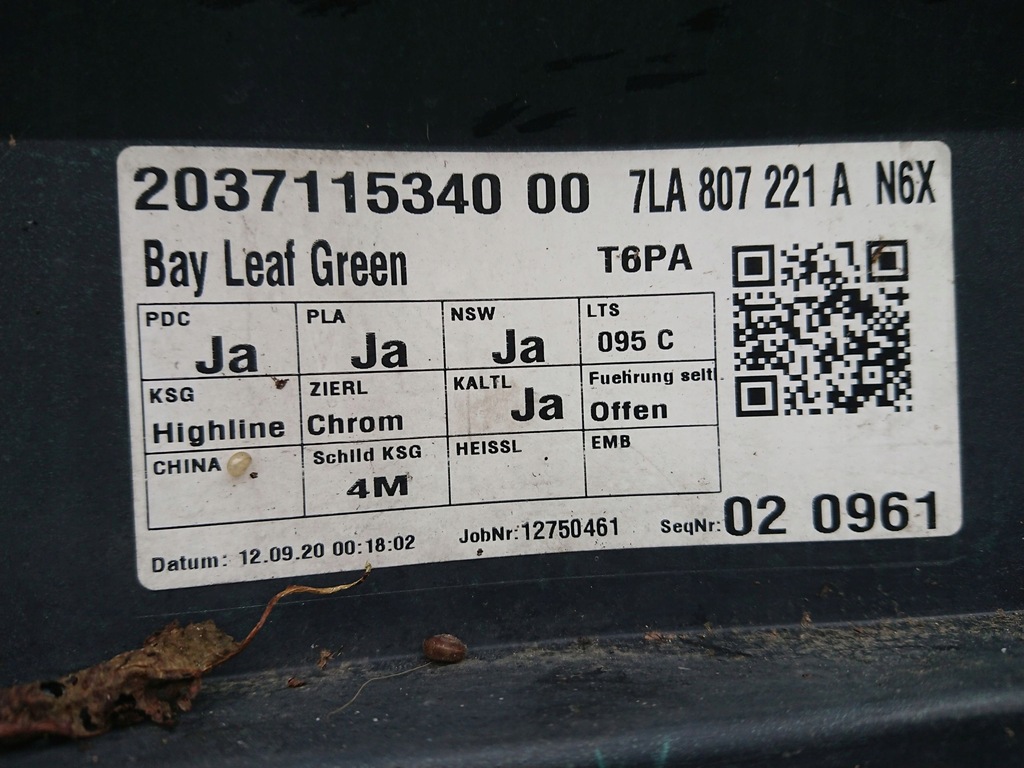 2037115340 00 7LA 807 221 A N6X
Bay Leaf Green T6PA
PDC PLA NSW LTS
Ja Ja Ja 095 C
KSG ZIERL KALTL Fuehrung seitl
Highline Chrom Ja Offen
CHINA Schild KSG HEISSL EMB
4M
Datum: 12.09.20 00:18:02 JobNr:12750461 SeqNr:02 0961